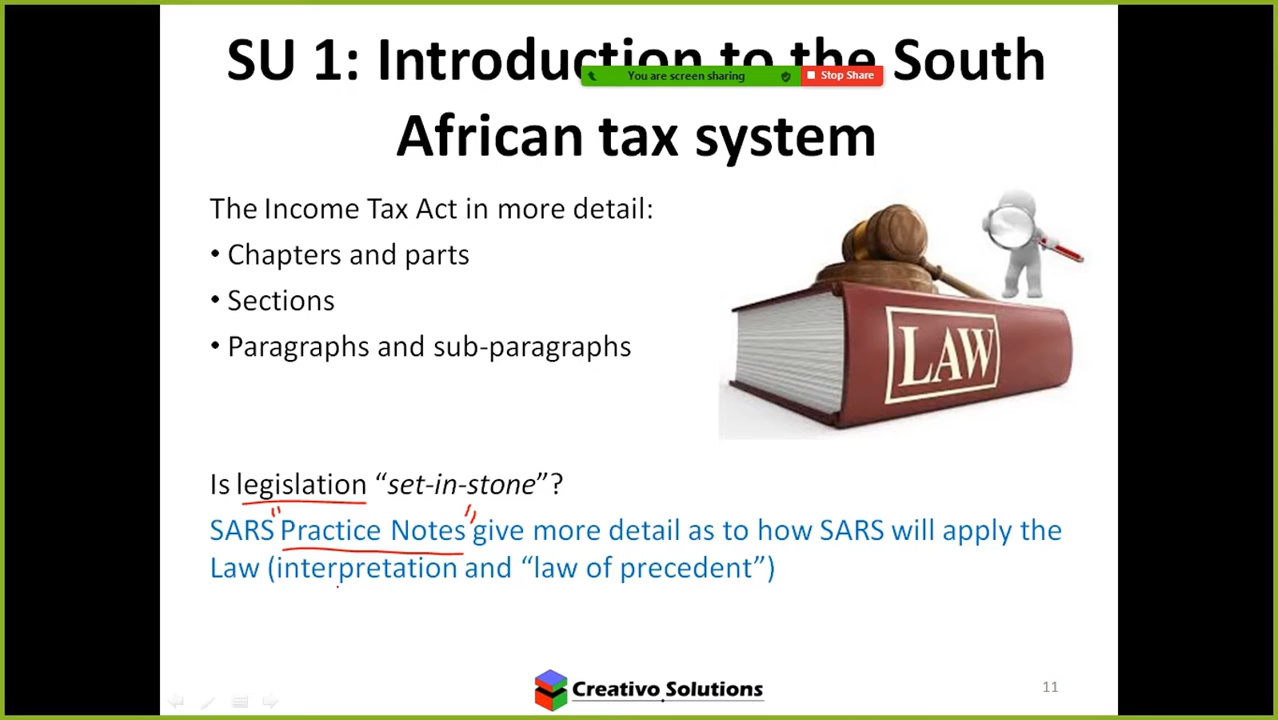 SU 1: Introduction to the South
You are screen sharing
Stop Share
African tax system
The Income Tax Act in more detail:
• Chapters and parts
• Sections
• Paragraphs and sub-paragraphs
LAW
Is legislation “set-in-stone”?
SARS "Practice Notes" give more detail as to how SARS will apply the
Law (interpretation and “law of precedent”)
Creativo Solutions
11